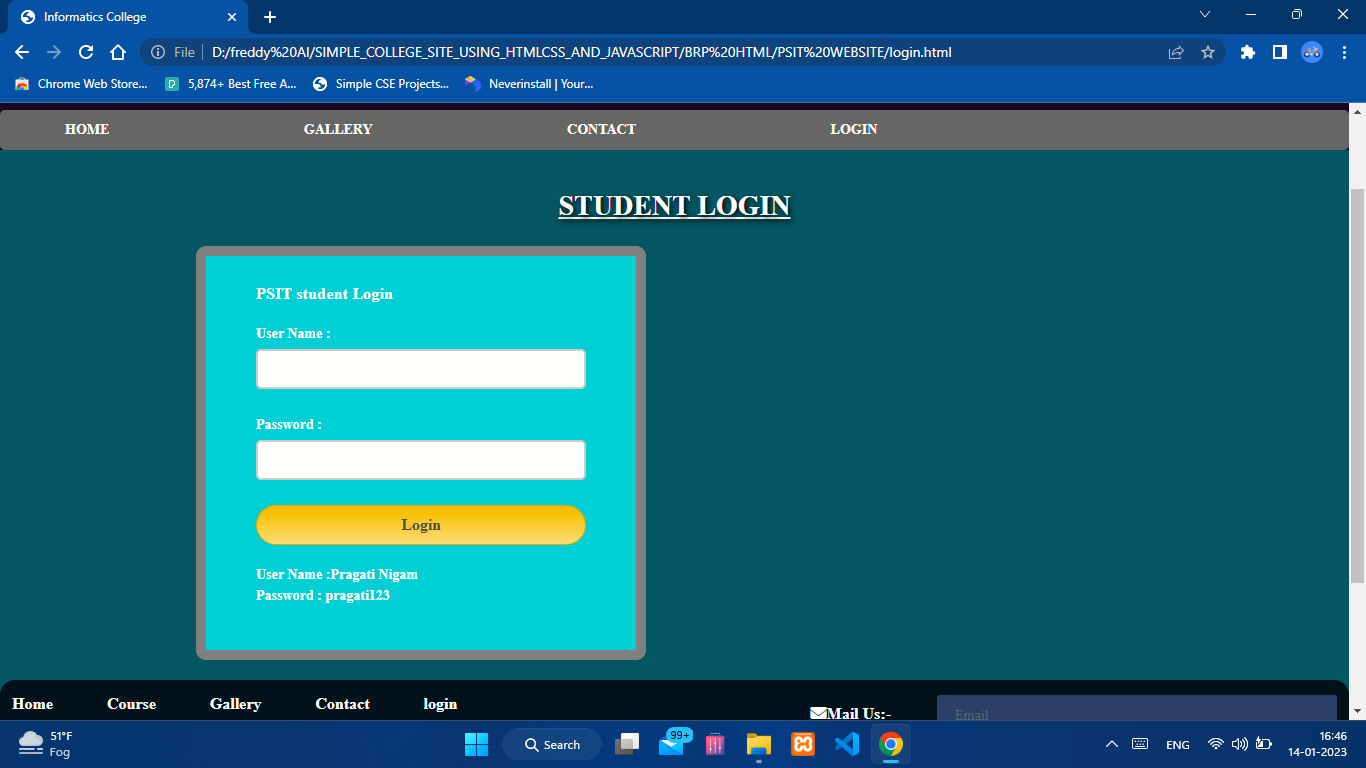 Informatics College
File D:/freddy%20AI/SIMPLE_COLLEGE_SITE_USING_HTMLCSS_AND_JAVASCRIPT/BRP%20HTML/PSIT%20WEBSITE/login.html
Chrome Web Store... 5,874+ Best Free A... Simple CSE Projects... Neverinstall | Your...
HOME GALLERY CONTACT LOGIN
STUDENT LOGIN
PSIT student Login
User Name :
Password :
Login
User Name :Pragati Nigam
Password : pragati123
Home Course Gallery Contact login
Mail Us:- Email
51°F
Fog
Search
99+
ENG
16:46
14-01-2023